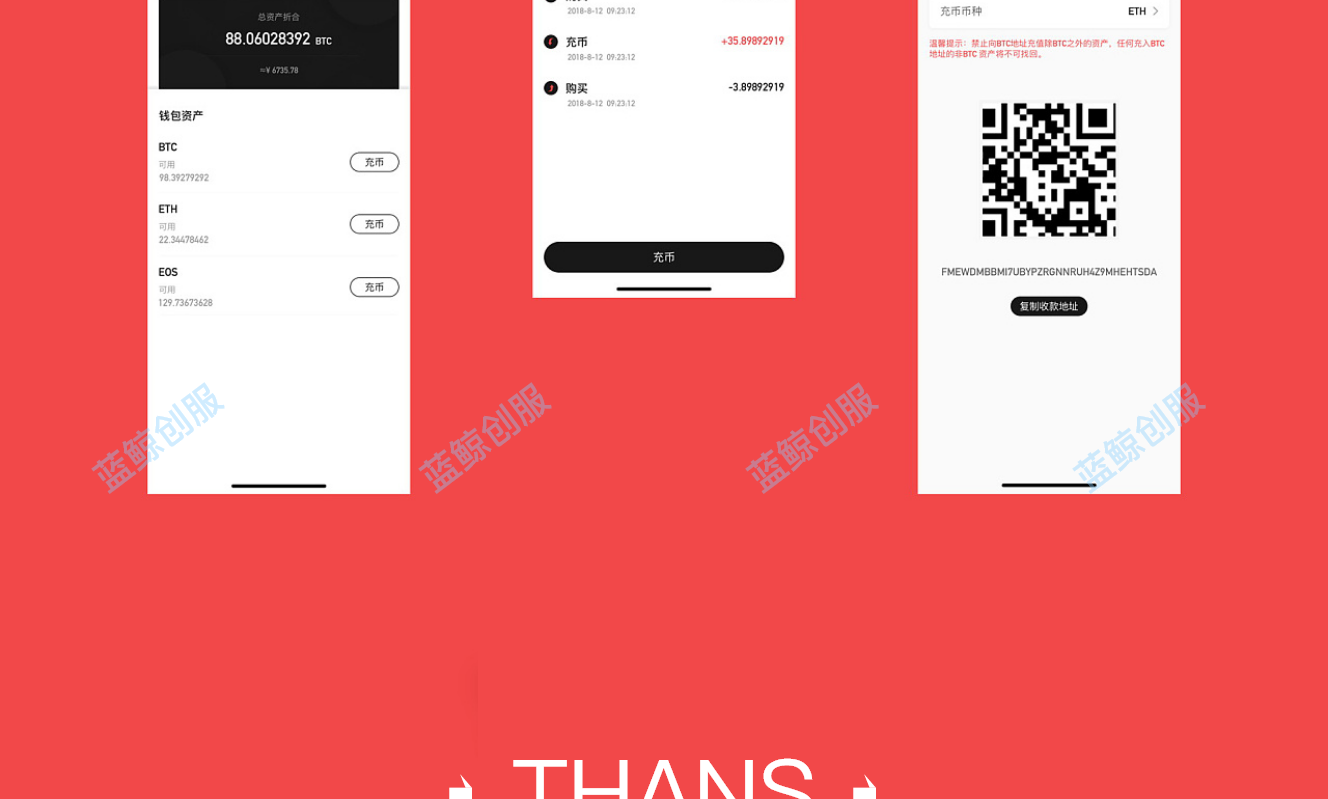 总资产折合
88.06028392 BTC
≈¥ 6735.78
钱包资产
BTC
可用
98.39279292
充币
ETH
可用
22.34478462
充币
EOS
可用
129.73673628
充币
2018-8-12 09:23:12
充币
+35.89892919
2018-8-12 09:23:12
购买
-3.89892919
2018-8-12 09:23:12
充币
充币币种
ETH
温馨提示：禁止向BTC地址充值除BTC之外的资产，任何充入BTC
地址的非BTC 资产将不可找回。
FMEWDMBBMI7UBYPZRGNNRUH4Z9MHEHTSDA
复制收款地址
蓝鲸创服
蓝鲸创服
蓝鲸创服
蓝鲸创服
THANS